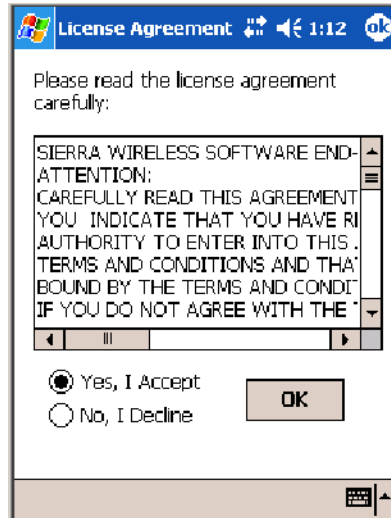 License Agreement 1:12 ok
Please read the license agreement
carefully:
SIERRA WIRELESS SOFTWARE END-
ATTENTION:
CAREFULLY READ THIS AGREEMENT
YOU INDICATE THAT YOU HAVE
AUTHORITY TO ENTER INTO THIS
TERMS AND CONDITIONS AND THA
BOUND BY THE TERMS AND CONDI
IF YOU DO NOT AGREE WITH THE
Yes, I Accept
OK
No, I Decline